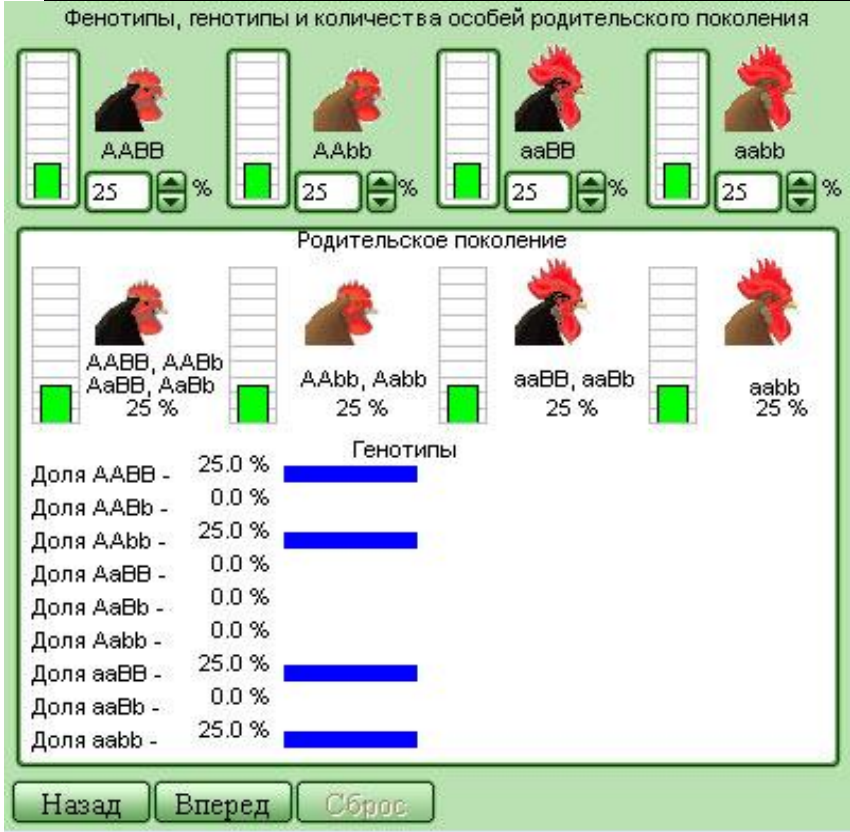 Фенотипы, генотипы и количества особей родительского поколения
AABB AAbb aaBB aabb
25 % 25 % 25 % 25 %
Родительское поколение
AABB, AABb
AaBB, AaBb
25 %
AAbb, Aabb
25 %
aaBB, aaBb
25 %
aabb
25 %
Генотипы
Доля AABB - 25.0 %
Доля AABb - 0.0 %
Доля AAbb - 25.0 %
Доля AaBB - 0.0 %
Доля AaBb - 0.0 %
Доля Aabb - 0.0 %
Доля aaBB - 25.0 %
Доля aaBb - 0.0 %
Доля aabb - 25.0 %
Назад Вперед Сброс